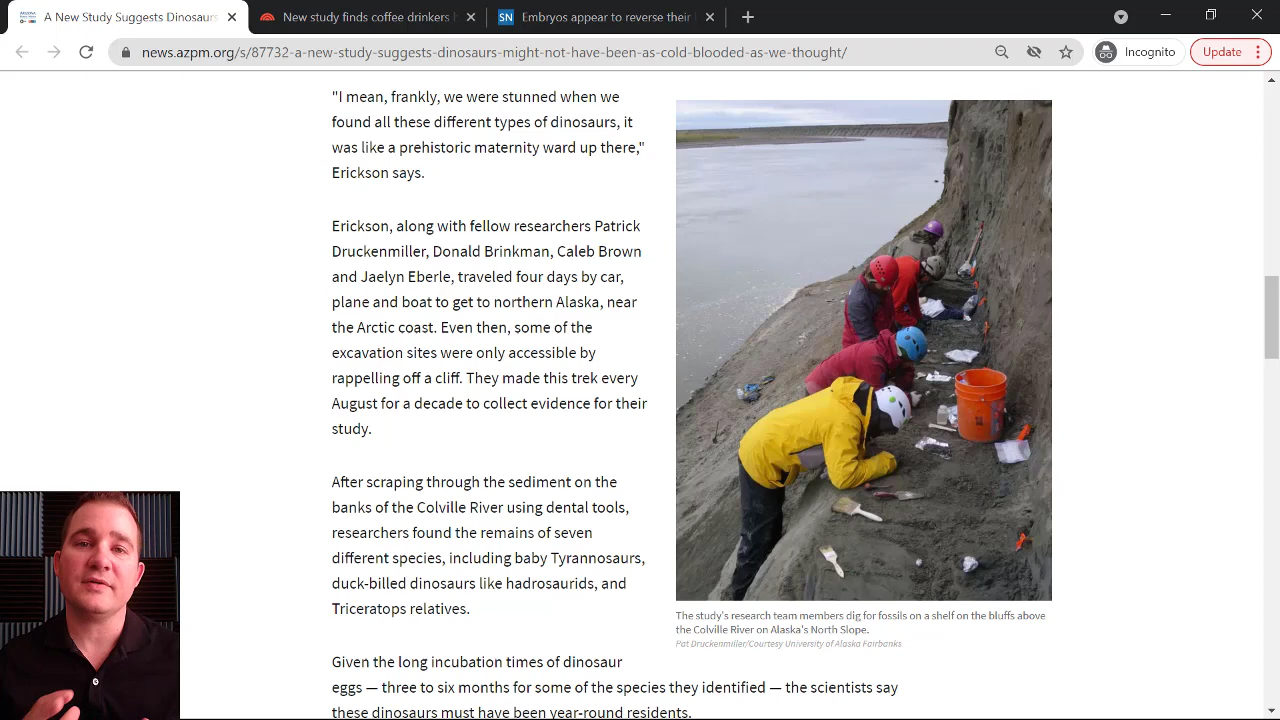 A New Study Suggests Dinosaurs
New study finds coffee drinkers
SN
Embryos appear to reverse their
news.azpm.org/s/87732-a-new-study-suggests-dinosaurs-might-not-have-been-as-cold-blooded-as-we-thought/
Incognito
Update
"I mean, frankly, we were stunned when we
found all these different types of dinosaurs, it
was like a prehistoric maternity ward up there,"
Erickson says.
Erickson, along with fellow researchers Patrick
Druckenmiller, Donald Brinkman, Caleb Brown
and Jaelyn Eberle, traveled four days by car,
plane and boat to get to northern Alaska, near
the Arctic coast. Even then, some of the
excavation sites were only accessible by
rappelling off a cliff. They made this trek every
August for a decade to collect evidence for their
study.
After scraping through the sediment on the
banks of the Colville River using dental tools,
researchers found the remains of seven
different species, including baby Tyrannosaurs,
duck-billed dinosaurs like hadrosaurids, and
Triceratops relatives.
The study's research team members dig for fossils on a shelf on the bluffs above
the Colville River on Alaska's North Slope.
Pat Druckenmiller/Courtesy University of Alaska Fairbanks
Given the long incubation times of dinosaur
eggs — three to six months for some of the species they identified — the scientists say
these dinosaurs must have been year-round residents.